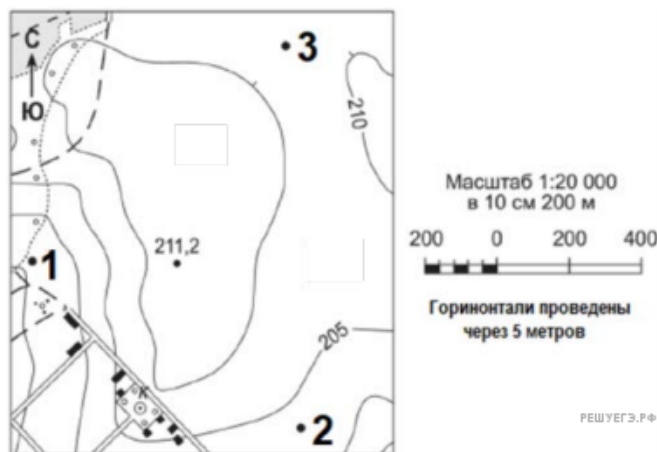 С
Ю
3
210
211,2
1
205
К
2
Масштаб 1:20 000
в 10 см 200 м
200 0 200 400
Горинонтали проведены
через 5 метров
РЕШУЕГЭ.РФ